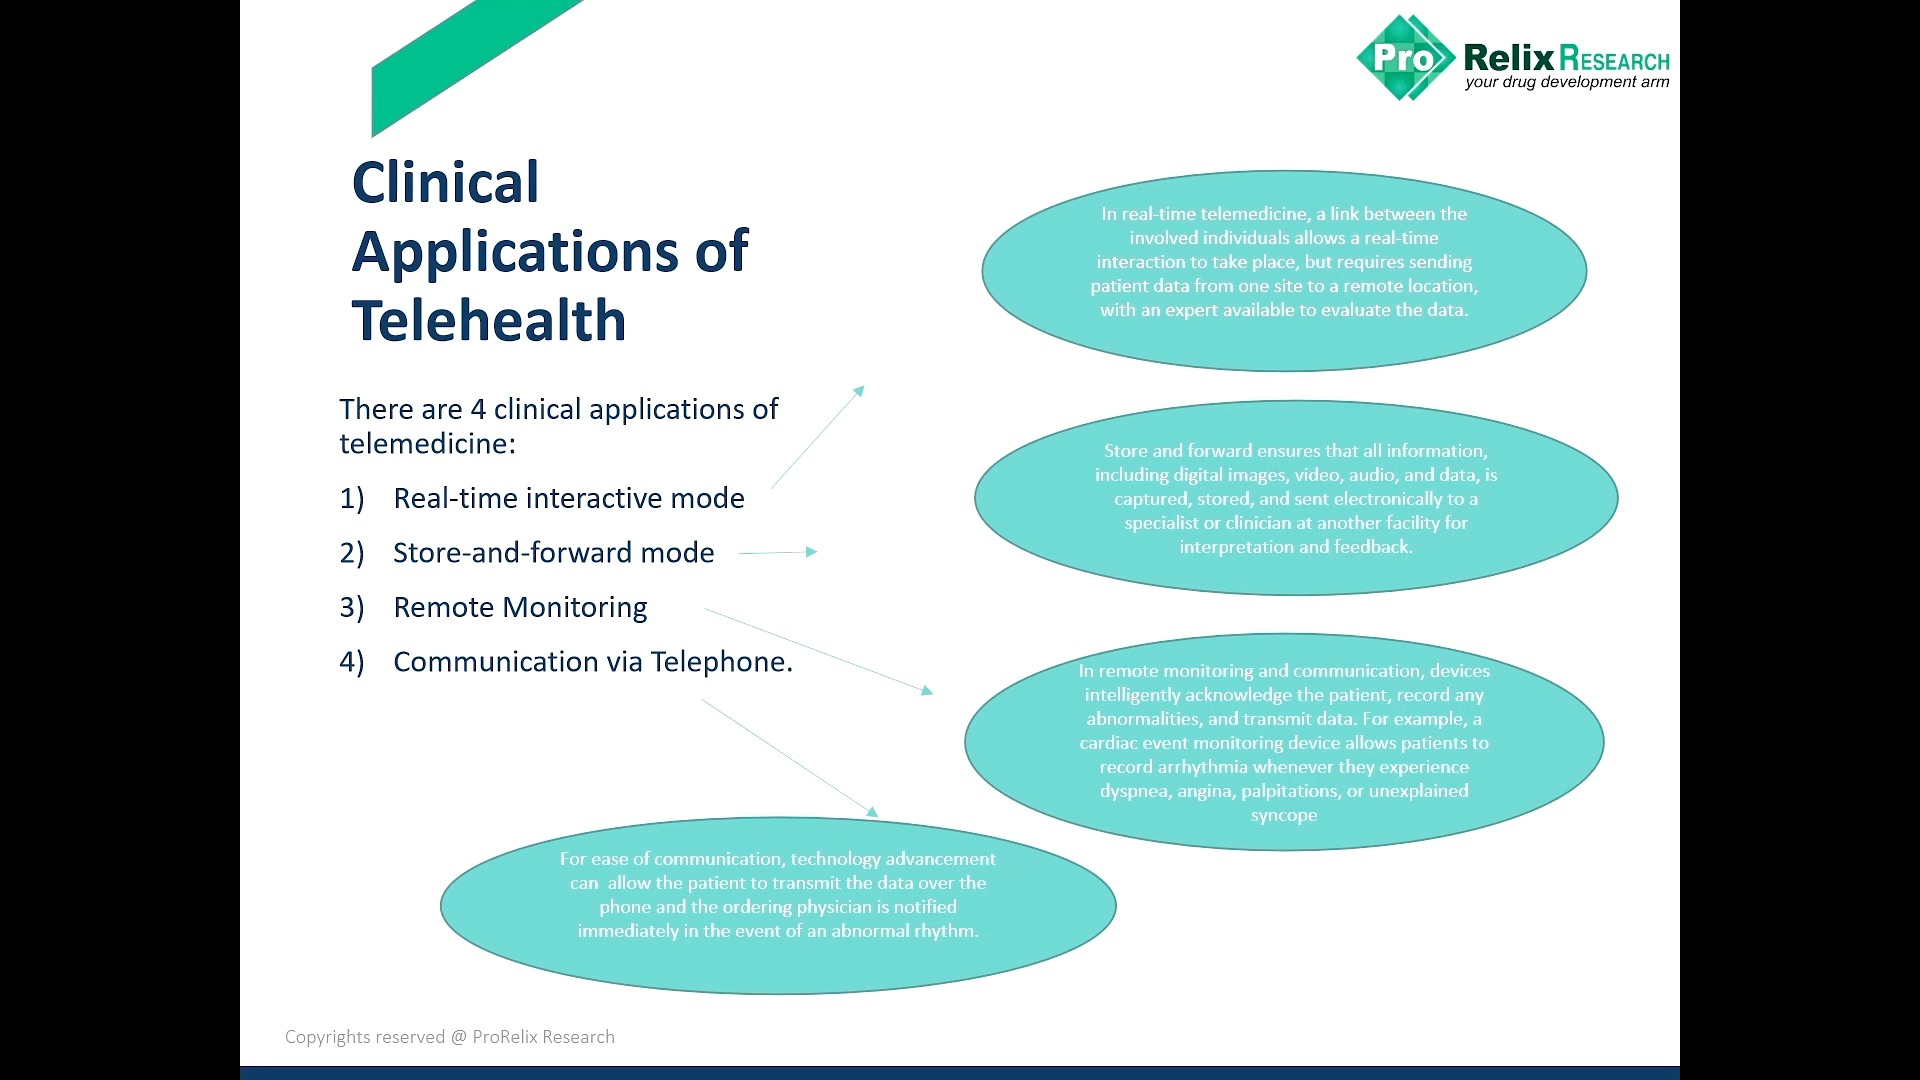 Pro Relix RESEARCH
your drug development arm
Clinical
Applications of
Telehealth
There are 4 clinical applications of
telemedicine:
1) Real-time interactive mode
2) Store-and-forward mode
3) Remote Monitoring
4) Communication via Telephone.
In real-time telemedicine, a link between the
involved individuals allows a real-time
interaction to take place, but requires sending
patient data from one site to a remote location,
with an expert available to evaluate the data.
Store and forward ensures that all information,
including digital images, video, audio, and data, is
captured, stored, and sent electronically to a
specialist or clinician at another facility for
interpretation and feedback.
In remote monitoring and communication, devices
intelligently acknowledge the patient, record any
abnormalities, and transmit data. For example, a
cardiac event monitoring device allows patients to
record arrhythmia whenever they experience
dyspnea, angina, palpitations, or unexplained
syncope
For ease of communication, technology advancement
can allow the patient to transmit the data over the
phone and the ordering physician is notified
immediately in the event of an abnormal rhythm.
Copyrights reserved @ ProRelix Research